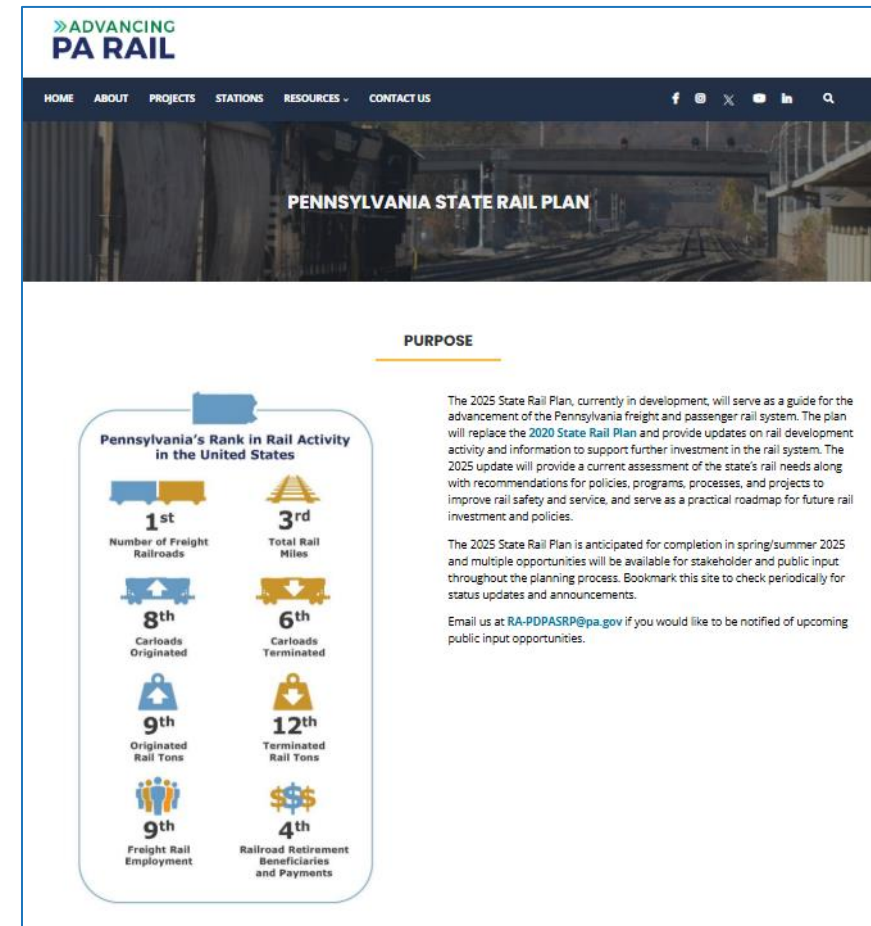 ADVANCING
PA RAIL
HOME ABOUT PROJECTS STATIONS RESOURCES CONTACT US
PENNSYLVANIA STATE RAIL PLAN
PURPOSE
Pennsylvania's Rank in Rail Activity
in the United States
1st
Number of Freight
Railroads
3rd
Total Rail
Miles
8th
Carloads
Originated
6th
Carloads
Terminated
9th
Originated
Rail Tons
12th
Terminated
Rail Tons
9th
Freight Rail
Employment
$$$
4th
Railroad Retirement
Beneficiaries
and Payments
The 2025 State Rail Plan, currently in development, will serve as a guide for the
advancement of the Pennsylvania freight and passenger rail system. The plan
will replace the 2020 State Rail Plan and provide updates on rail development
activity and information to support further investment in the rail system. The
2025 update will provide a current assessment of the state's rail needs along
with recommendations for policies, programs, processes, and projects to
improve rail safety and service, and serve as a practical roadmap for future rail
investment and policies.
The 2025 State Rail Plan is anticipated for completion in spring/summer 2025
and multiple opportunities will be available for stakeholder and public input
throughout the planning process. Bookmark this site to check periodically for
status updates and announcements.
Email us at RA-PDPASRP@pa.gov if you would like to be notified of upcoming
public input opportunities.